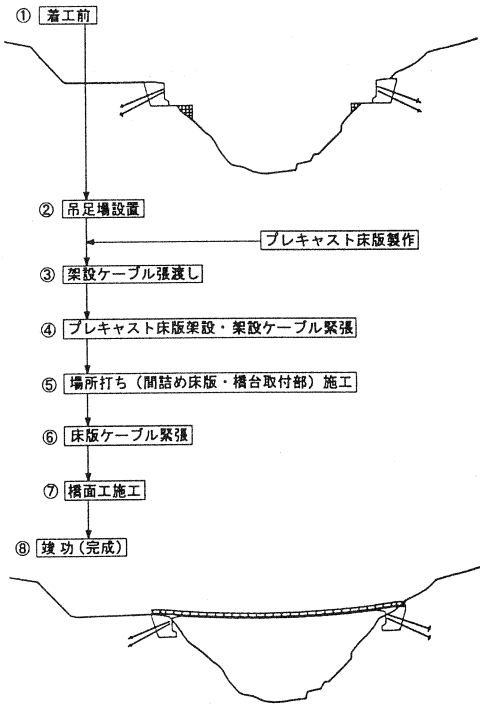 ① 着工前
② 吊足場設置
プレキャスト床版製作
③ 架設ケーブル張渡し
④ プレキャスト床版架設・架設ケーブル緊張
⑤ 場所打ち（間詰め床版・橋台取付部）施工
⑥ 床版ケーブル緊張
⑦ 橋面工施工
⑧ 竣功（完成）